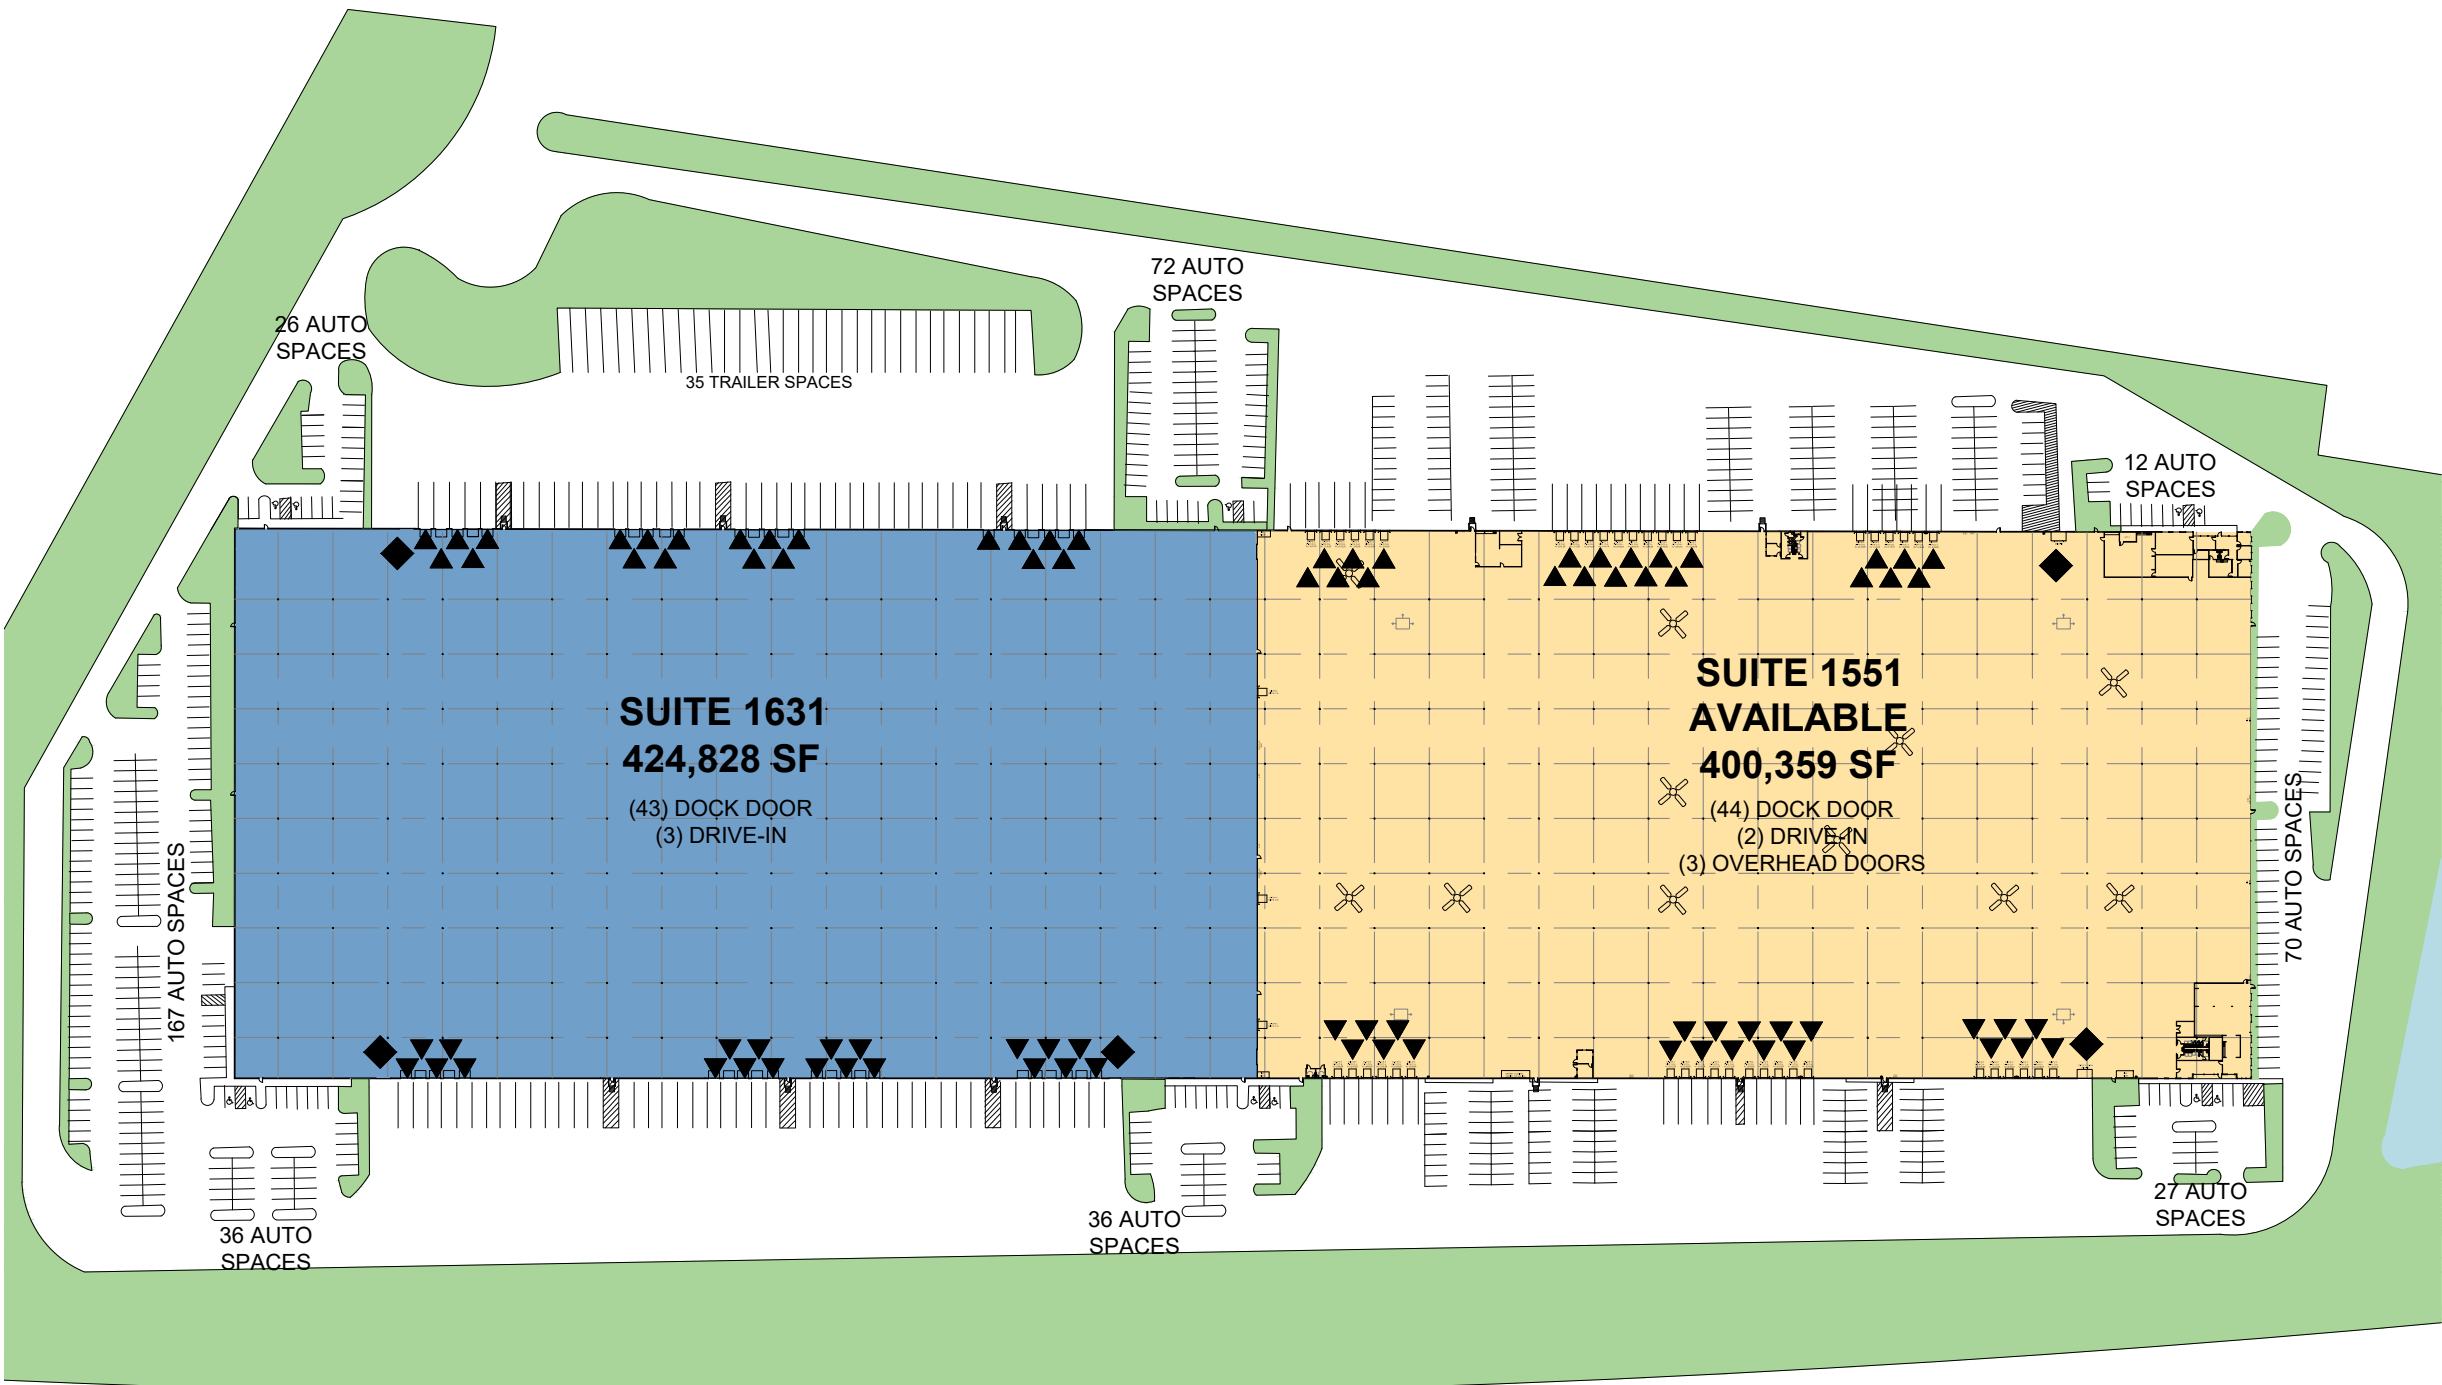 72 AUTO
SPACES
26 AUTO
SPACES
35 TRAILER SPACES
12 AUTO
SPACES
SUITE 1631
424,828 SF
(43) DOCK DOOR
(3) DRIVE-IN
SUITE 1551
AVAILABLE
400,359 SF
(44) DOCK DOOR
(2) DRIVE-IN
(3) OVERHEAD DOORS
167 AUTO SPACES
70 AUTO SPACES
36 AUTO
SPACES
36 AUTO
SPACES
27 AUTO
SPACES